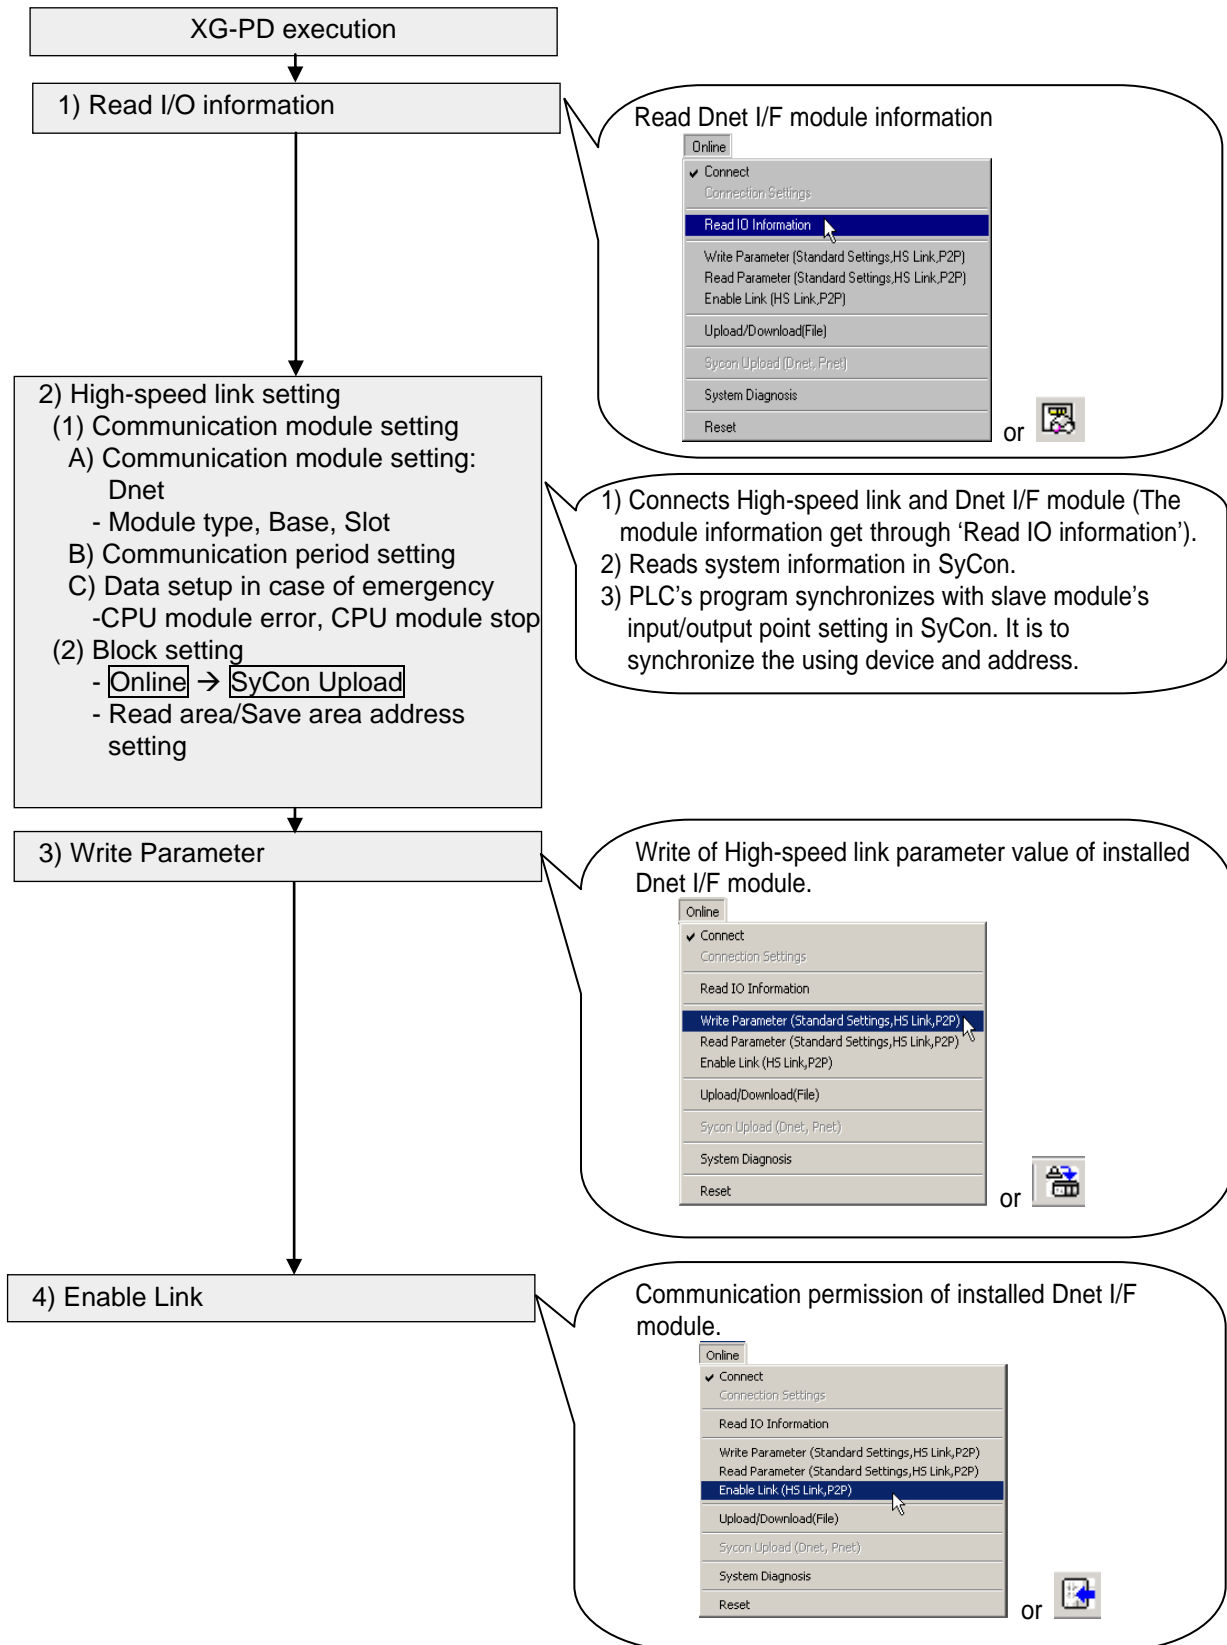 XG-PD execution
1) Read I/O information
Read Dnet I/F module information
Online
Connect
Connection Settings
Read IO Information
Write Parameter (Standard Settings,HS Link,P2P)
Read Parameter (Standard Settings,HS Link,P2P)
Enable Link (HS Link,P2P)
Upload/Download(File)
Sycon Upload (Dnet, Pnet)
System Diagnosis
Reset
or
2) High-speed link setting
(1) Communication module setting
A) Communication module setting:
Dnet
- Module type, Base, Slot
B) Communication period setting
C) Data setup in case of emergency
-CPU module error, CPU module stop
(2) Block setting
- Online → SyCon Upload
- Read area/Save area address
setting
1) Connects High-speed link and Dnet I/F module (The
module information get through ‘Read IO information’).
2) Reads system information in SyCon.
3) PLC’s program synchronizes with slave module’s
input/output point setting in SyCon. It is to
synchronize the using device and address.
3) Write Parameter
Write of High-speed link parameter value of installed
Dnet I/F module.
Online
Connect
Connection Settings
Read IO Information
Write Parameter (Standard Settings,HS Link,P2P)
Read Parameter (Standard Settings,HS Link,P2P)
Enable Link (HS Link,P2P)
Upload/Download(File)
Sycon Upload (Dnet, Pnet)
System Diagnosis
Reset
or
4) Enable Link
Communication permission of installed Dnet I/F
module.
Online
Connect
Connection Settings
Read IO Information
Write Parameter (Standard Settings,HS Link,P2P)
Read Parameter (Standard Settings,HS Link,P2P)
Enable Link (HS Link,P2P)
Upload/Download(File)
Sycon Upload (Dnet, Pnet)
System Diagnosis
Reset
or